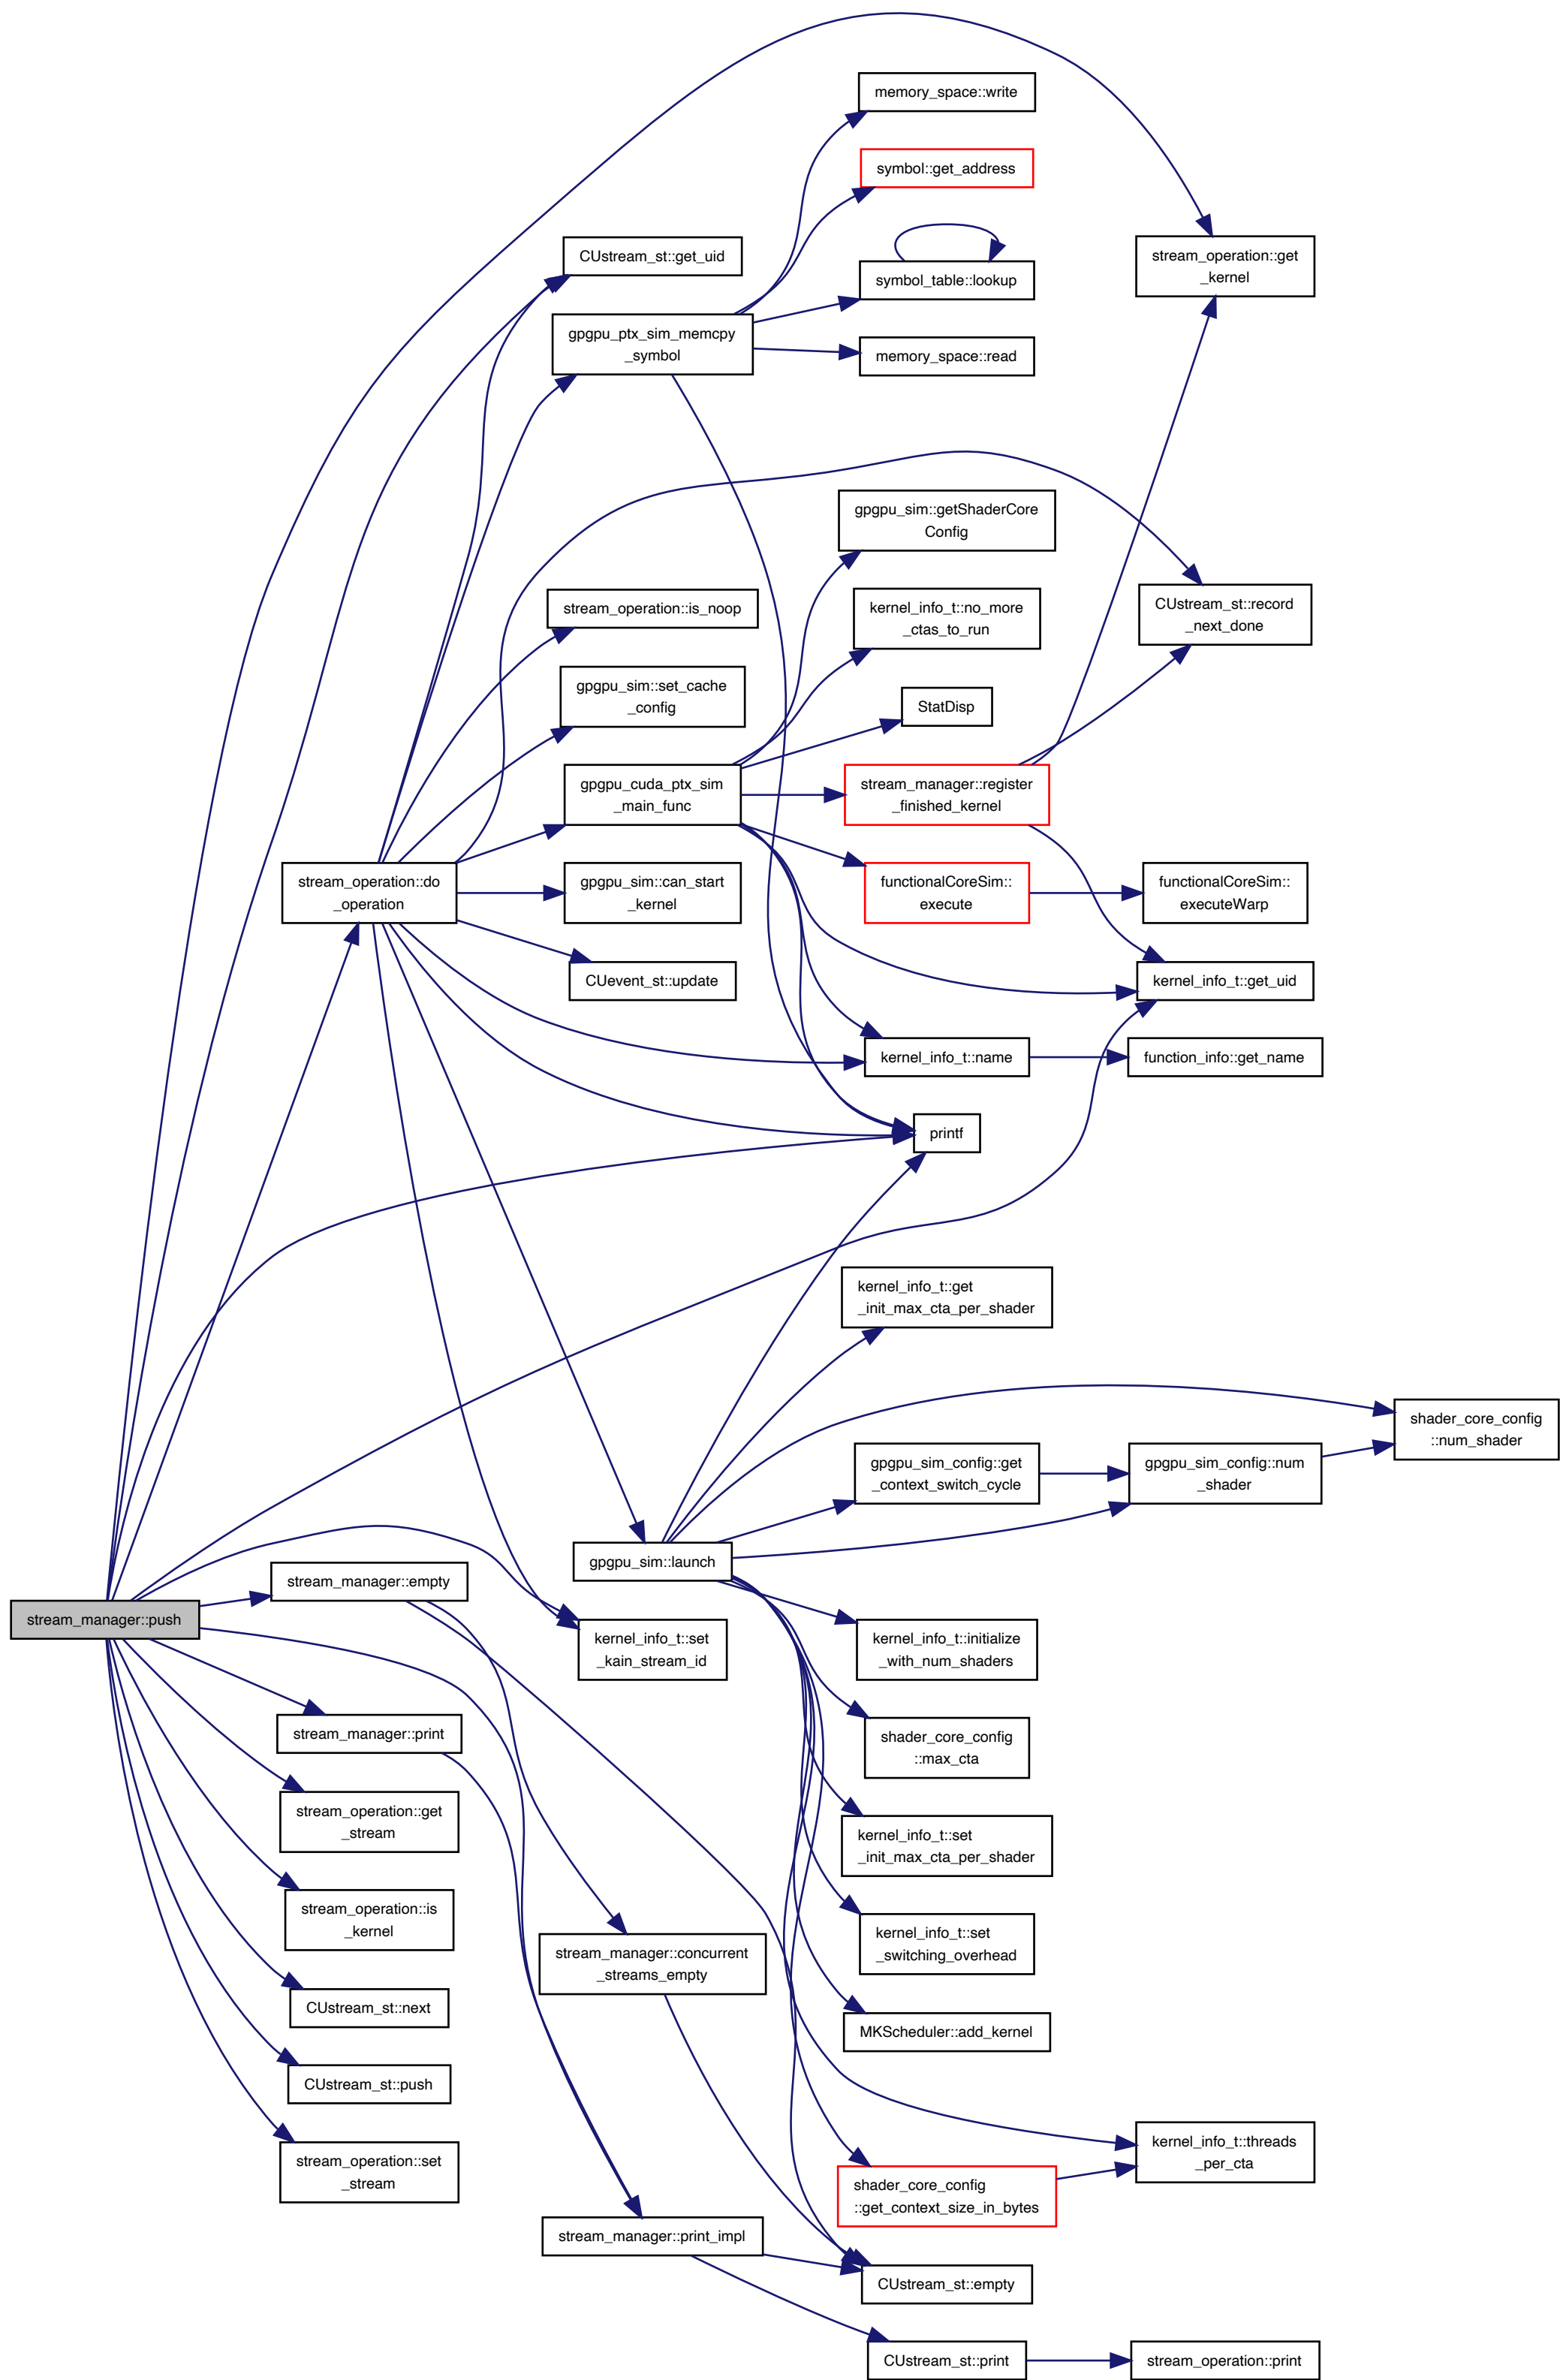 memory_space::write
symbol::get_address
stream_operation::get
_kernel
CUstream_st::get_uid
symbol_table::lookup
gpgpu_ptx_sim_memcpy
_symbol
memory_space::read
gpgpu_sim::getShaderCore
Config
stream_operation::is_noop
kernel_info_t::no_more
_ctas_to_run
CUstream_st::record
_next_done
gpgpu_sim::set_cache
_config
StatDisp
gpgpu_cuda_ptx_sim
_main_func
stream_manager::register
_finished_kernel
stream_operation::do
_operation
gpgpu_sim::can_start
_kernel
functionalCoreSim::
execute
functionalCoreSim::
executeWarp
CUevent_st::update
kernel_info_t::get_uid
kernel_info_t::name
function_info::get_name
printf
kernel_info_t::get
_init_max_cta_per_shader
shader_core_config
::num_shader
gpgpu_sim_config::get
_context_switch_cycle
gpgpu_sim_config::num
_shader
gpgpu_sim::launch
stream_manager::empty
stream_manager::push
kernel_info_t::set
_kain_stream_id
kernel_info_t::initialize
_with_num_shaders
stream_manager::print
shader_core_config
::max_cta
stream_operation::get
_stream
kernel_info_t::set
_init_max_cta_per_shader
stream_operation::is
_kernel
stream_manager::concurrent
_streams_empty
kernel_info_t::set
_switching_overhead
CUstream_st::next
MKScheduler::add_kernel
CUstream_st::push
stream_operation::set
_stream
kernel_info_t::threads
_per_cta
shader_core_config
::get_context_size_in_bytes
stream_manager::print_impl
CUstream_st::empty
CUstream_st::print
stream_operation::print